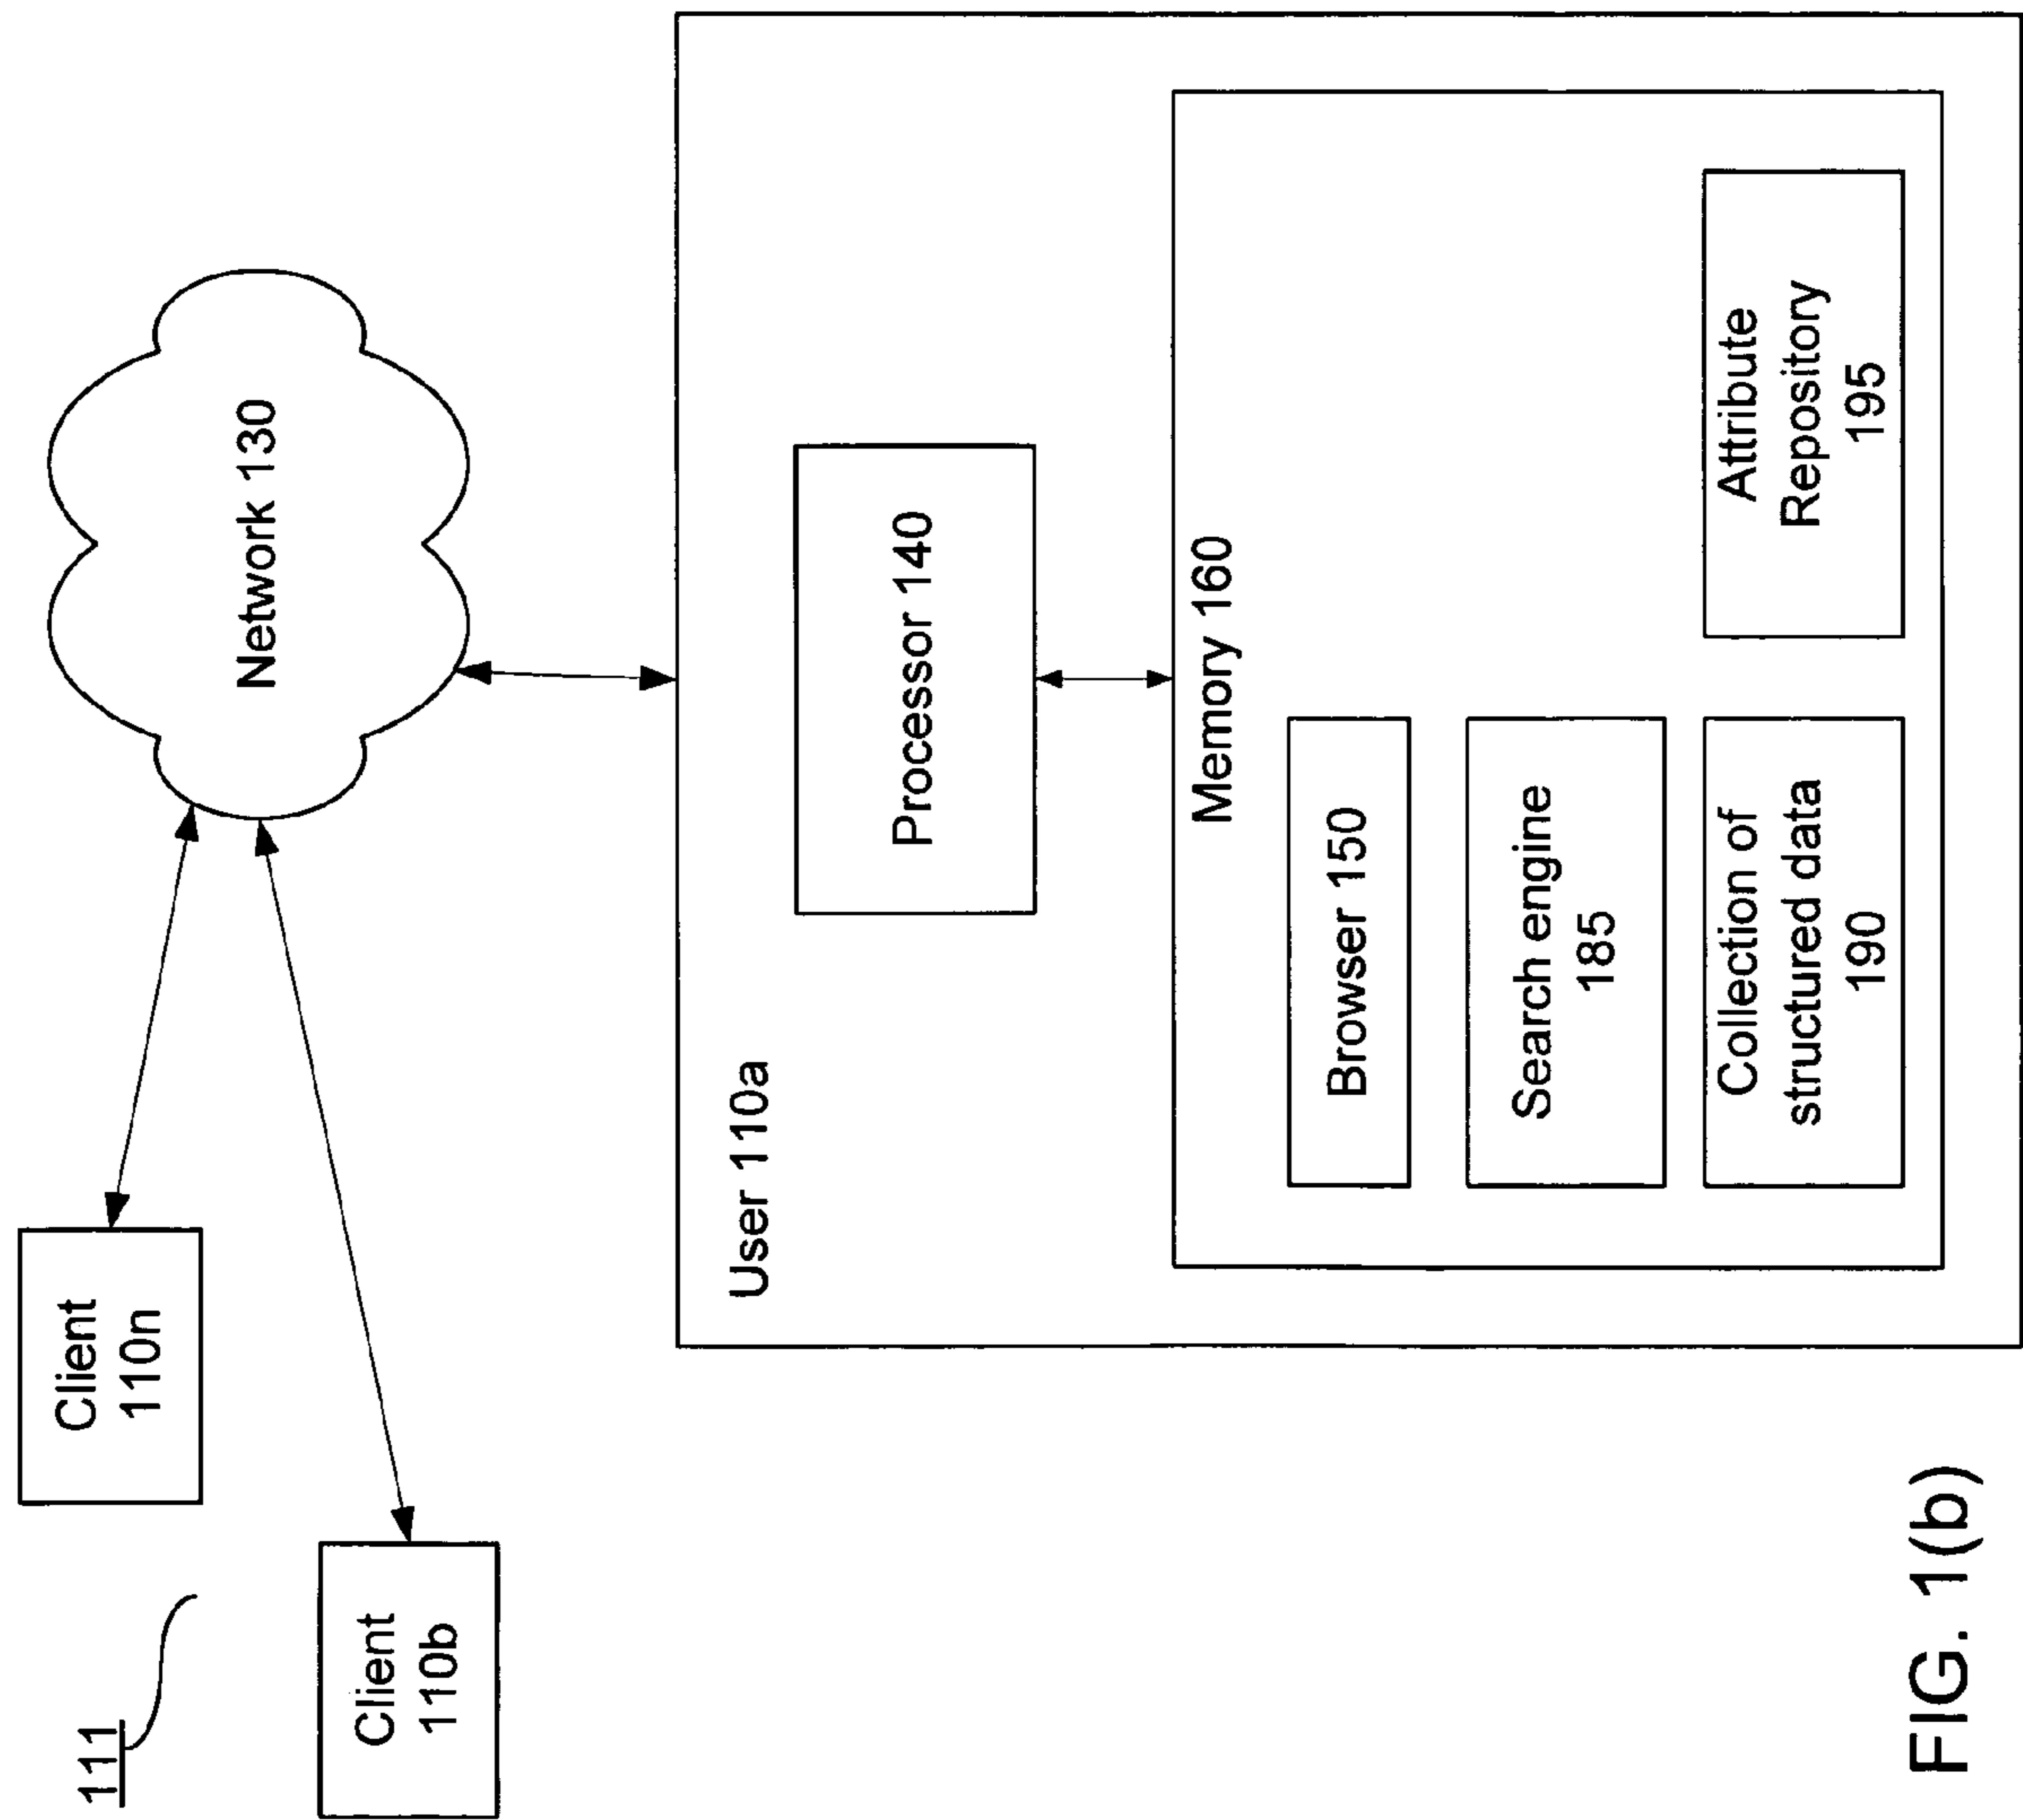 111
Client
110n
Client
110b
Network 130
User 110a
Processor 140
Memory 160
Browser 150
Search engine
185
Collection of
structured data
190
Attribute
Repository
195
FIG. 1(b)